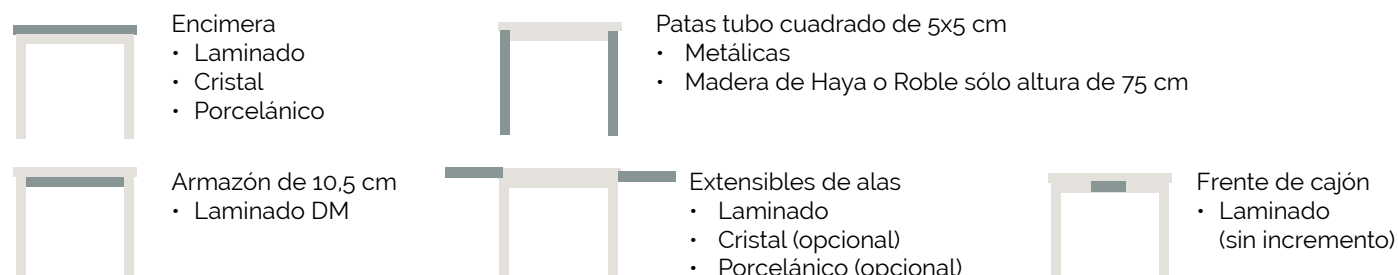 Encimera
• Laminado
• Cristal
• Porcelánico
Patas tubo cuadrado de 5x5 cm
• Metálicas
• Madera de Haya o Roble sólo altura de 75 cm
Armazón de 10,5 cm
• Laminado DM
Extensibles de alas
• Laminado
• Cristal (opcional)
• Porcelánico (opcional)
Frente de cajón
• Laminado
(sin incremento)